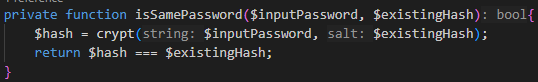 private function isSamePassword($inputPassword, $existingHash): bool{
$hash = crypt(string: $inputPassword, salt: $existingHash);
return $hash === $existingHash;
}